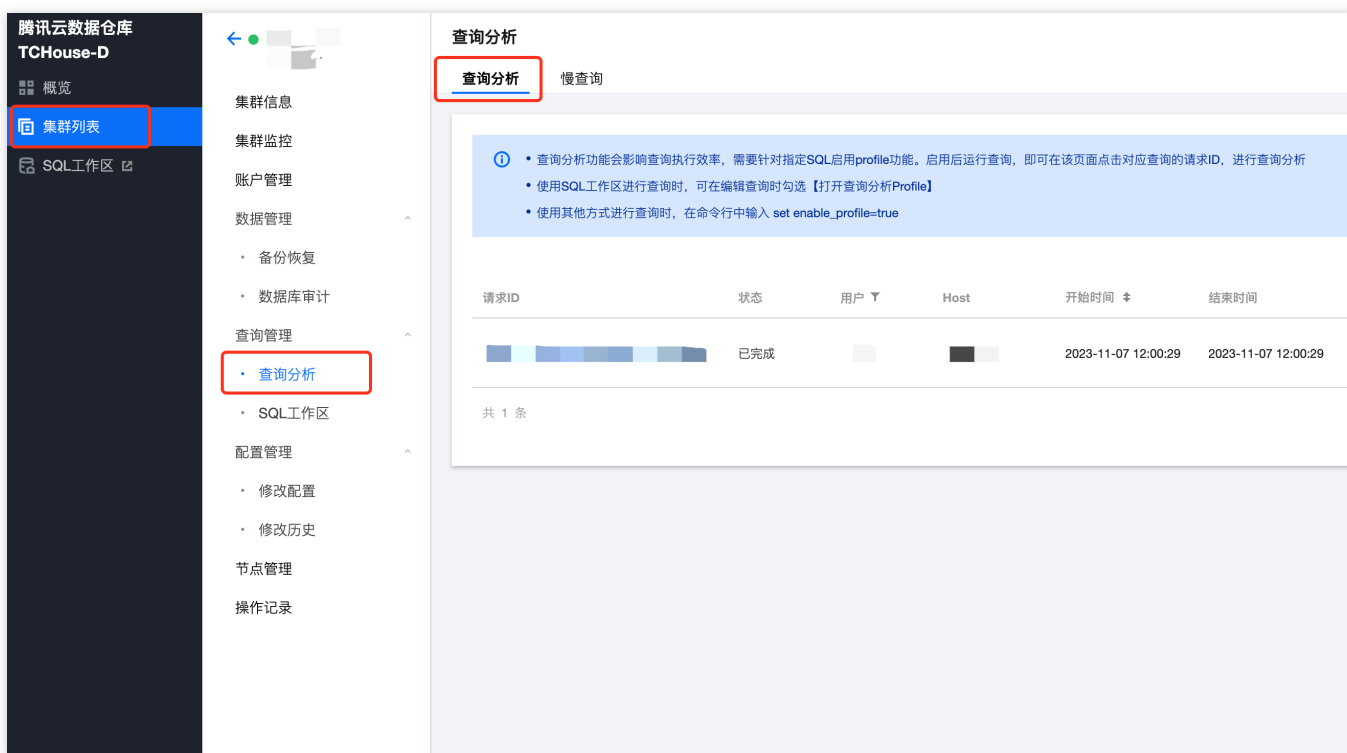 腾讯云数据仓库
TCHouse-D
概览
集群列表
SQL工作区
集群信息
集群监控
账户管理
数据管理
备份恢复
数据库审计
查询管理
查询分析
SQL工作区
配置管理
修改配置
修改历史
节点管理
操作记录
查询分析
查询分析 慢查询
• 查询分析功能会影响查询执行效率，需要针对指定SQL启用profile功能。启用后运行查询，即可在该页面点击对应查询的请求ID，进行查询分析
• 使用SQL工作区进行查询时，可在编辑查询时勾选【打开查询分析Profile】
• 使用其他方式进行查询时，在命令行中输入 set enable_profile=true
请求ID 状态 用户 Host 开始时间 结束时间
已完成 2023-11-07 12:00:29 2023-11-07 12:00:29
共 1 条